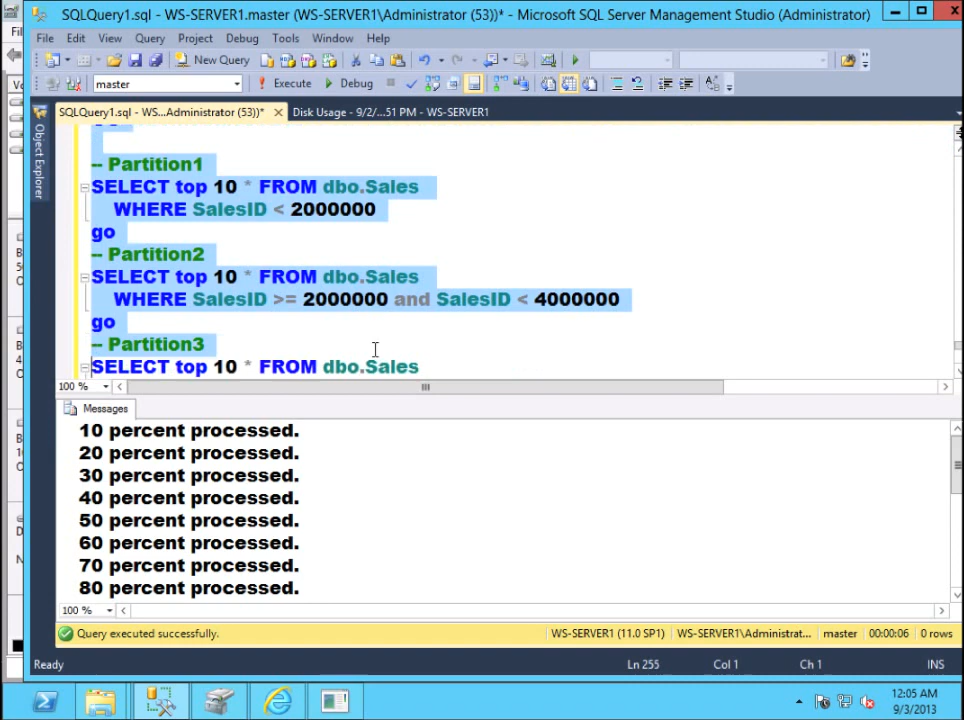 SQLQuery1.sql - WS-SERVER1.master (WS-SERVER1\Administrator (53))* - Microsoft SQL Server Management Studio (Administrator)
File Edit View Query Project Debug Tools Window Help
New Query
master Execute Debug
SQLQuery1.sql - WS...Administrator (53))* Disk Usage - 9/2/...51 PM - WS-SERVER1
Object Explorer
-- Partition1
SELECT top 10 * FROM dbo.Sales
WHERE SalesID < 2000000
go
-- Partition2
SELECT top 10 * FROM dbo.Sales
WHERE SalesID >= 2000000 and SalesID < 4000000
go
-- Partition3
SELECT top 10 * FROM dbo.Sales
100 %
Messages
10 percent processed.
20 percent processed.
30 percent processed.
40 percent processed.
50 percent processed.
60 percent processed.
70 percent processed.
80 percent processed.
100 %
Query executed successfully. WS-SERVER1 (11.0 SP1) WS-SERVER1\Administrat... master 00:00:06 0 rows
Ready Ln 255 Col 1 Ch 1 INS
12:05 AM
9/3/2013